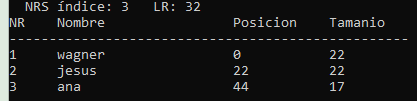 NRS índice: 3   LR: 32
NR     Nombre                Posicion     Tamanio
--------------------------------------------------
1      wagner                0            22
2      jesus                 22           22
3      ana                   44           17